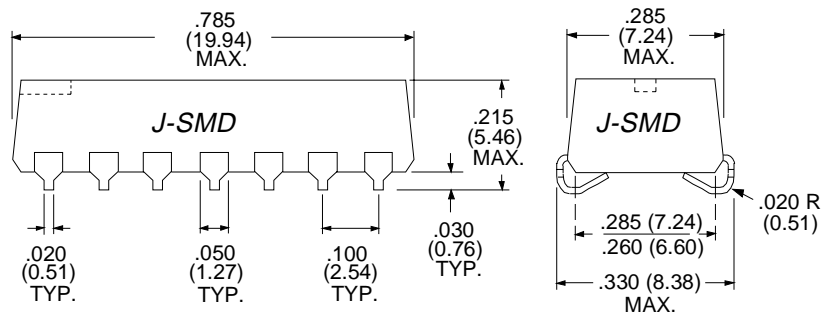 .785
(19.94)
MAX.
.285
(7.24)
MAX.
J-SMD
.215
(5.46)
MAX.
J-SMD
.020
(0.51)
TYP.
.050
(1.27)
TYP.
.100
(2.54)
TYP.
.030
(0.76)
TYP.
.020 R
(0.51)
.285 (7.24)
.260 (6.60)
.330 (8.38)
MAX.